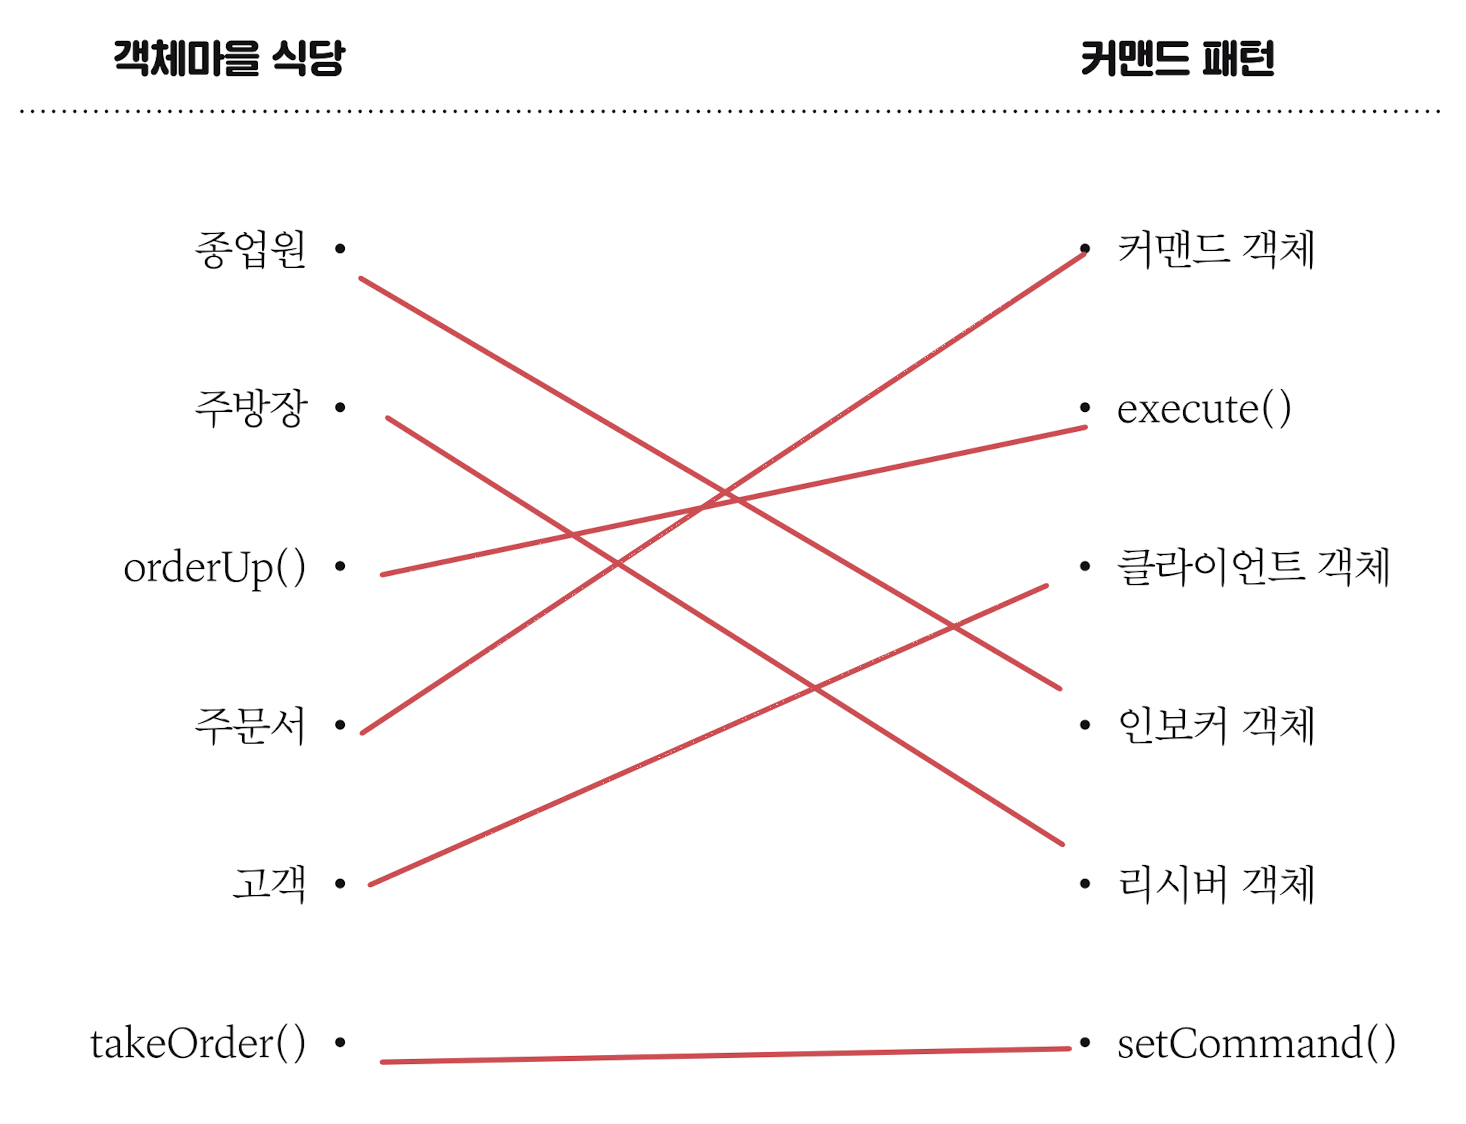 객체마을 식당 커맨드 패턴
종업원 • • 커맨드 객체
주방장 • • execute()
orderUp() • • 클라이언트 객체
주문서 • • 인보커 객체
고객 • • 리시버 객체
takeOrder() • • setCommand()